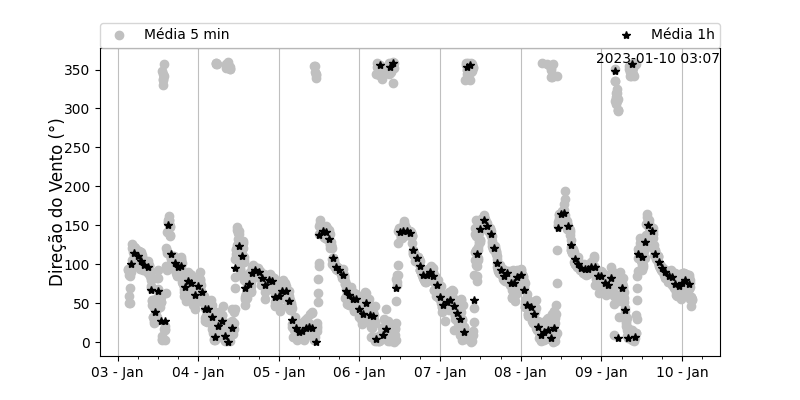 Média 5 min
Média 1h
2023-01-10 03:07
Direção do Vento (°)
350
300
250
200
150
100
50
0
03 - Jan
04 - Jan
05 - Jan
06 - Jan
07 - Jan
08 - Jan
09 - Jan
10 - Jan